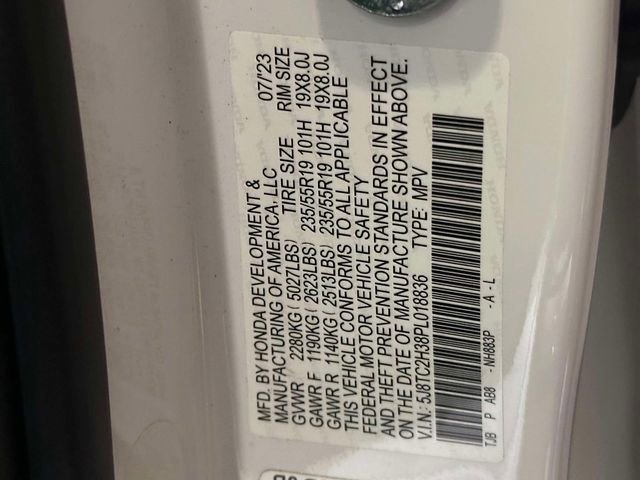 MFD. BY HONDA DEVELOPMENT & 07/'23
MANUFACTURING OF AMERICA, LLC
TIRE SIZE RIM SIZE
GVWR 2280KG ( 5027LBS)
GAWR F 1190KG ( 2623LBS) 235/55R19 101H 19X8.0J
GAWR R 1140KG ( 2513LBS) 235/55R19 101H 19X8.0J
THIS VEHICLE CONFORMS TO ALL APPLICABLE
FEDERAL MOTOR VEHICLE SAFETY
AND THEFT PREVENTION STANDARDS IN EFFECT
ON THE DATE OF MANUFACTURE SHOWN ABOVE.
V.I.N.: 5J8TC2H38PL018836 TYPE: MPV
TJB P AB8 - NH883P - A - L